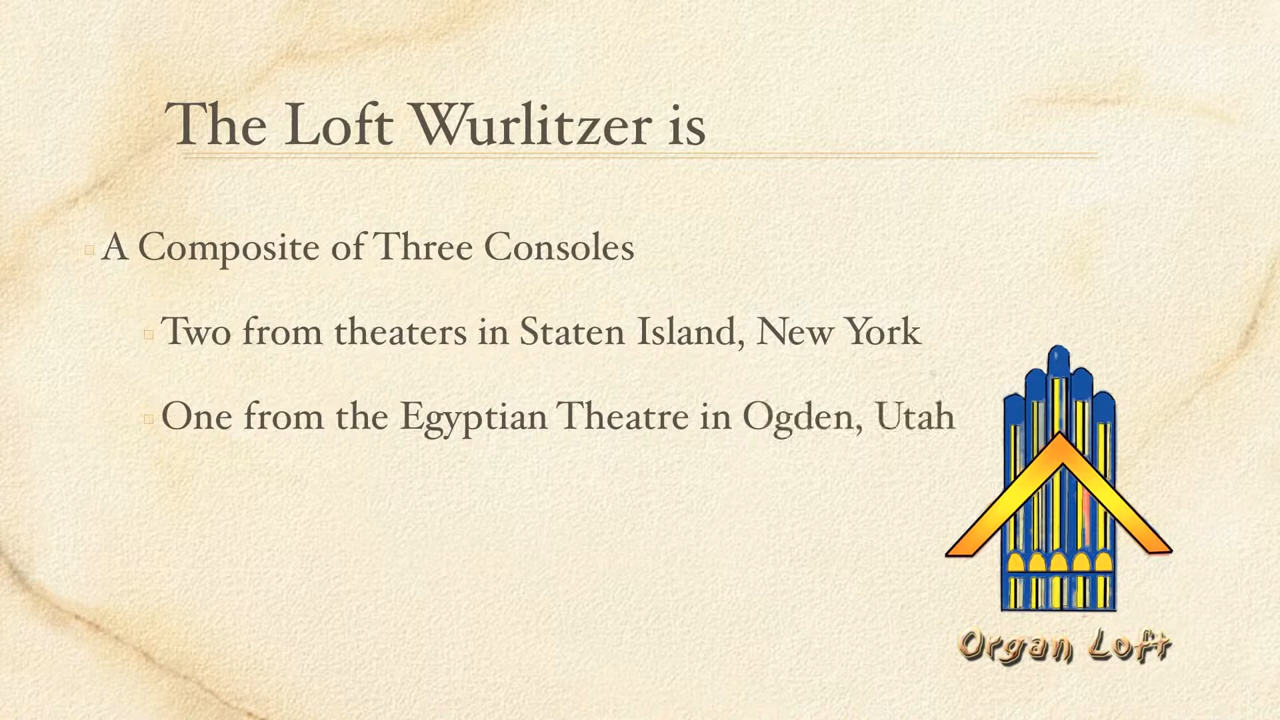 The Loft Wurlitzer is
A Composite of Three Consoles
Two from theaters in Staten Island, New York
One from the Egyptian Theatre in Ogden, Utah
Organ Loft